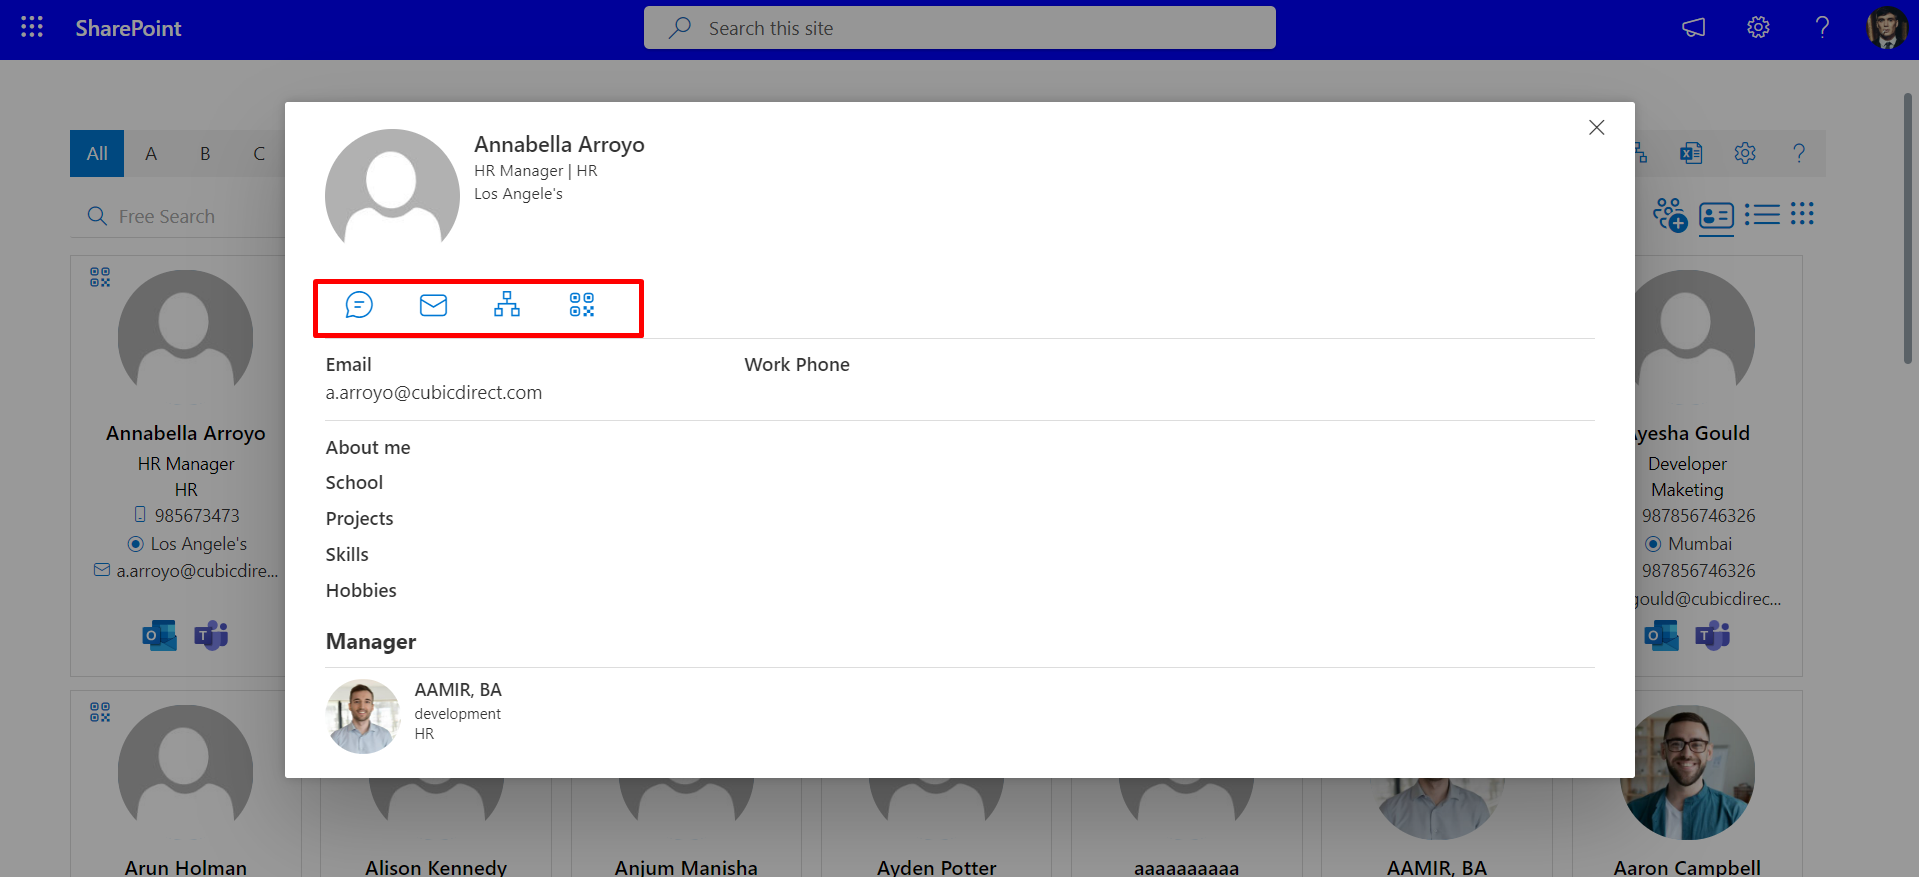 SharePoint
Search this site
All
A
B
C
Free Search
Annabella Arroyo
HR Manager
HR
985673473
Los Angele's
a.arroyo@cubicdire...
Annabella Arroyo
HR Manager | HR
Los Angele's
Email
a.arroyo@cubicdirect.com
Work Phone
About me
School
Projects
Skills
Hobbies
Manager
AAMIR, BA
development
HR
Ayesha Gould
Developer
Maketing
987856746326
Mumbai
987856746326
gould@cubicdirec...
Arun Holman
Alison Kennedy
Anjum Manisha
Ayden Potter
aaaaaaaaaa
AAMIR, BA
Aaron Campbell